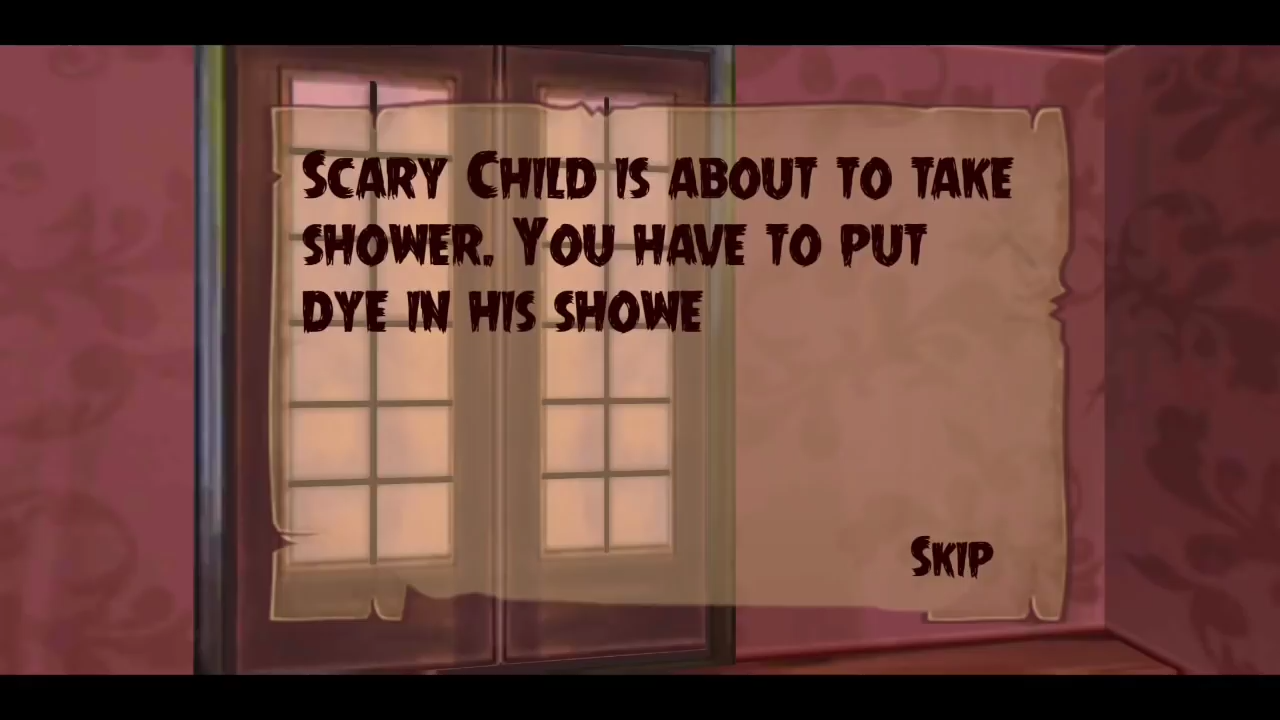 Scary Child is about to take
shower. You have to put
dye in his showe
Skip